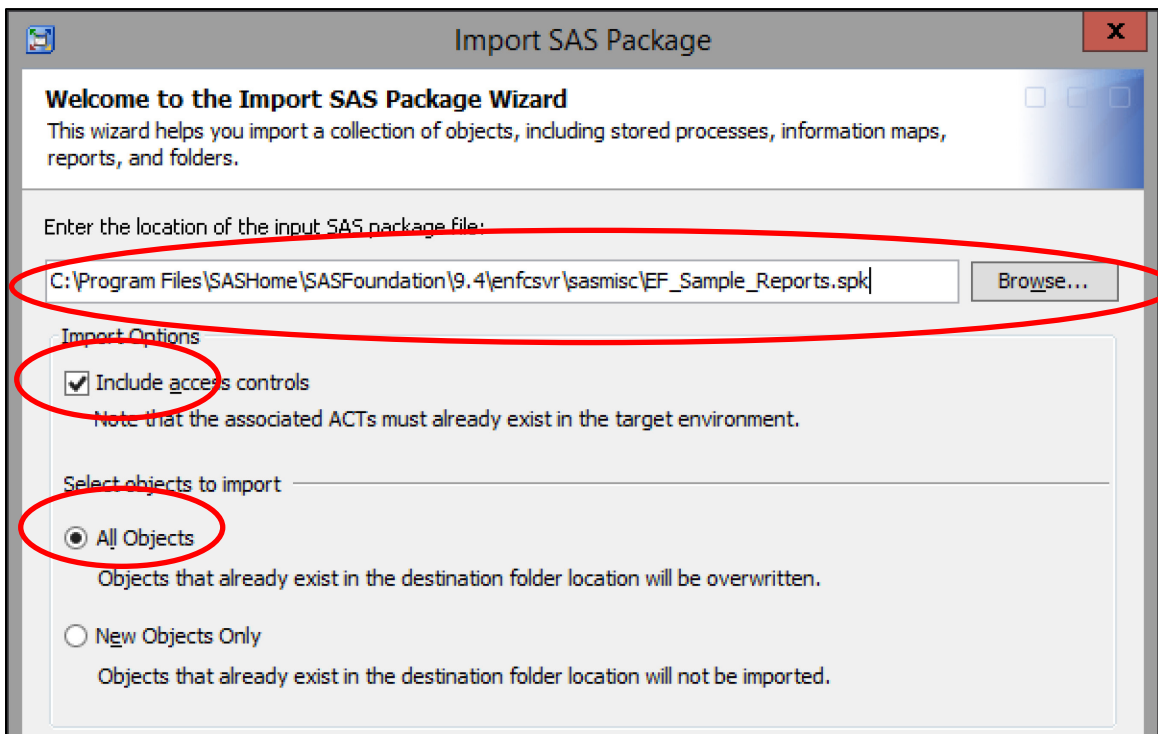 Import SAS Package
x
Welcome to the Import SAS Package Wizard
This wizard helps you import a collection of objects, including stored processes, information maps,
reports, and folders.
Enter the location of the input SAS package file:
C:\Program Files\SASHome\SASFoundation\9.4\enfcsvr\sasmisc\EF_Sample_Reports.spk
Browse...
Import Options
Include access controls
Note that the associated ACTs must already exist in the target environment.
Select objects to import
All Objects
Objects that already exist in the destination folder location will be overwritten.
New Objects Only
Objects that already exist in the destination folder location will not be imported.